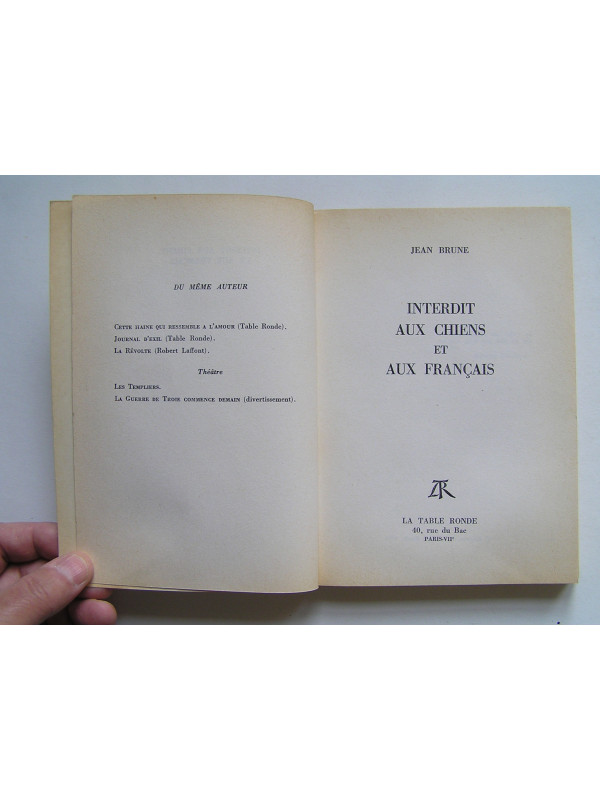 DU MÊME AUTEUR
CETTE HAINE QUI RESSEMBLE A L'AMOUR (Table Ronde).
JOURNAL D'EXIL (Table Ronde).
LA RÉVOLTE (Robert Laffont).
Théâtre
LES TEMPLIERS.
LA GUERRE DE TROIE COMMENCE DEMAIN (divertissement).
JEAN BRUNE
INTERDIT
AUX CHIENS
ET
AUX FRANÇAIS
TR
LA TABLE RONDE
40, rue du Bac
PARIS-VIIe